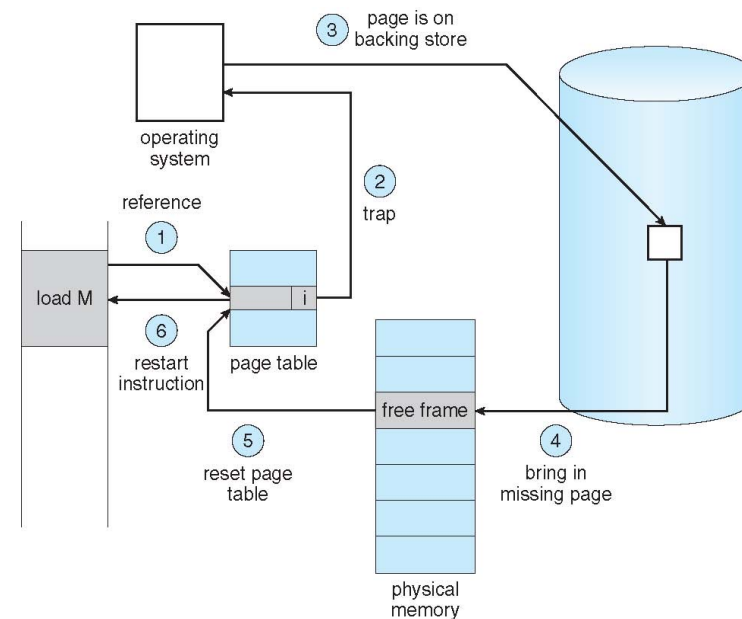 3
page is on
backing store
operating
system
2
trap
reference
1
load M
i
6
restart
instruction
page table
free frame
5
reset page
table
4
bring in
missing page
physical
memory